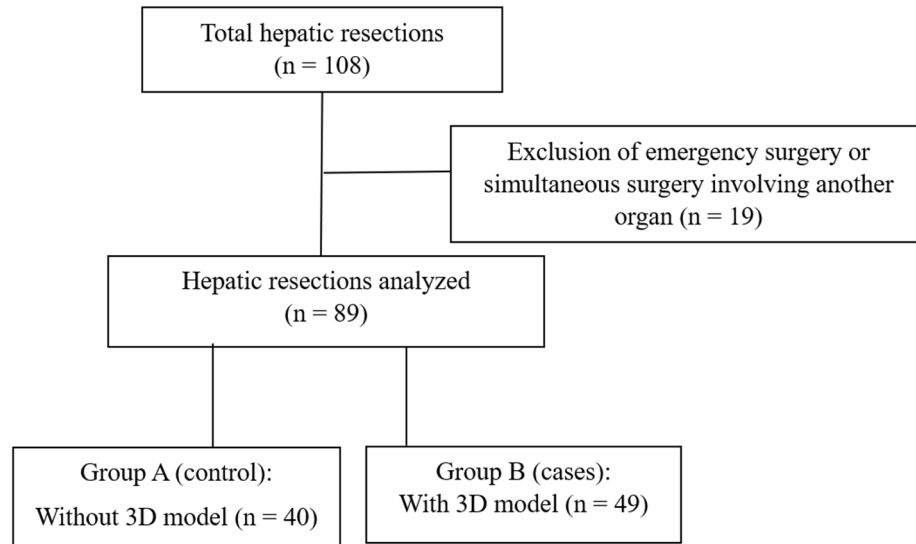 Total hepatic resections
(n = 108)
Exclusion of emergency surgery or
simultaneous surgery involving another
organ (n = 19)
Hepatic resections analyzed
(n = 89)
Group A (control):
Without 3D model (n = 40)
Group B (cases):
With 3D model (n = 49)